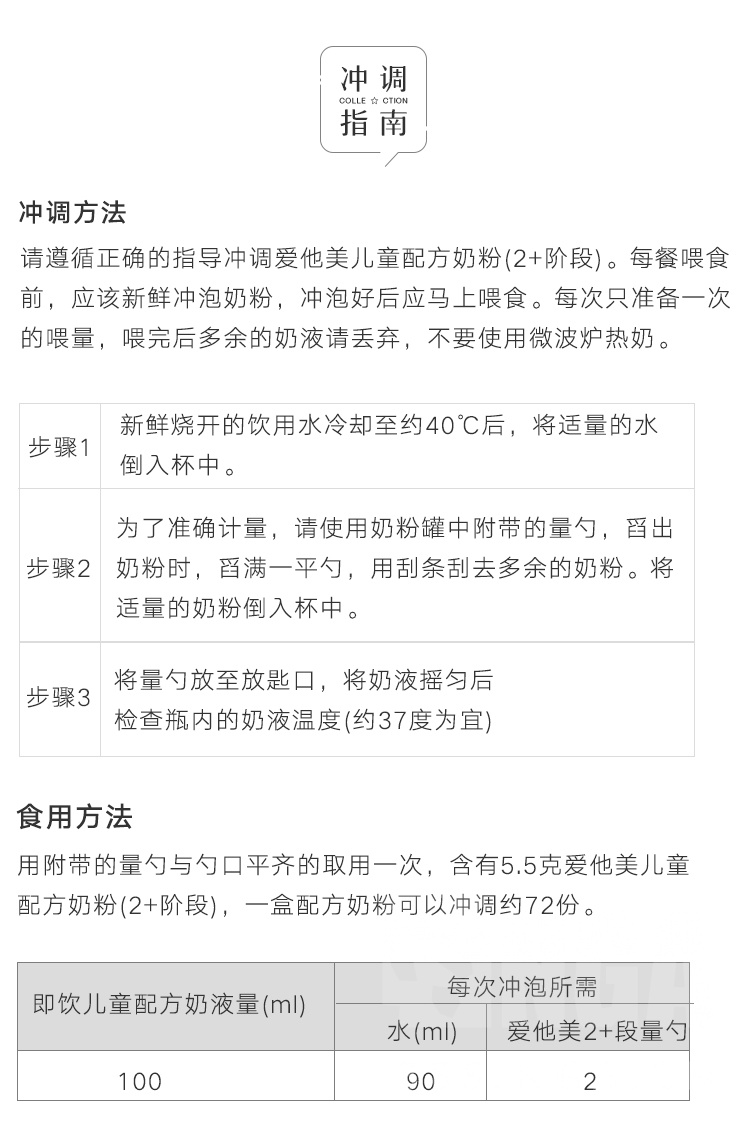 冲调
COLLE ☆ CTION
指南
冲调方法
请遵循正确的指导冲调爱他美儿童配方奶粉(2+阶段)。每餐喂食
前，应该新鲜冲泡奶粉，冲泡好后应马上喂食。每次只准备一次
的喂量，喂完后多余的奶液请丢弃，不要使用微波炉热奶。
步骤1
新鲜烧开的饮用水冷却至约40℃后，将适量的水
倒入杯中。
步骤2
为了准确计量，请使用奶粉罐中附带的量勺，舀出
奶粉时，舀满一平勺，用刮条刮去多余的奶粉。将
适量的奶粉倒入杯中。
步骤3
将量勺放至放匙口，将奶液摇匀后
检查瓶内的奶液温度(约37度为宜)
食用方法
用附带的量勺与勺口平齐的取用一次，含有5.5克爱他美儿童
配方奶粉(2+阶段)，一盒配方奶粉可以冲调约72份。
即饮儿童配方奶液量(ml)
每次冲泡所需
水(ml)
爱他美2+段量勺
100
90
2